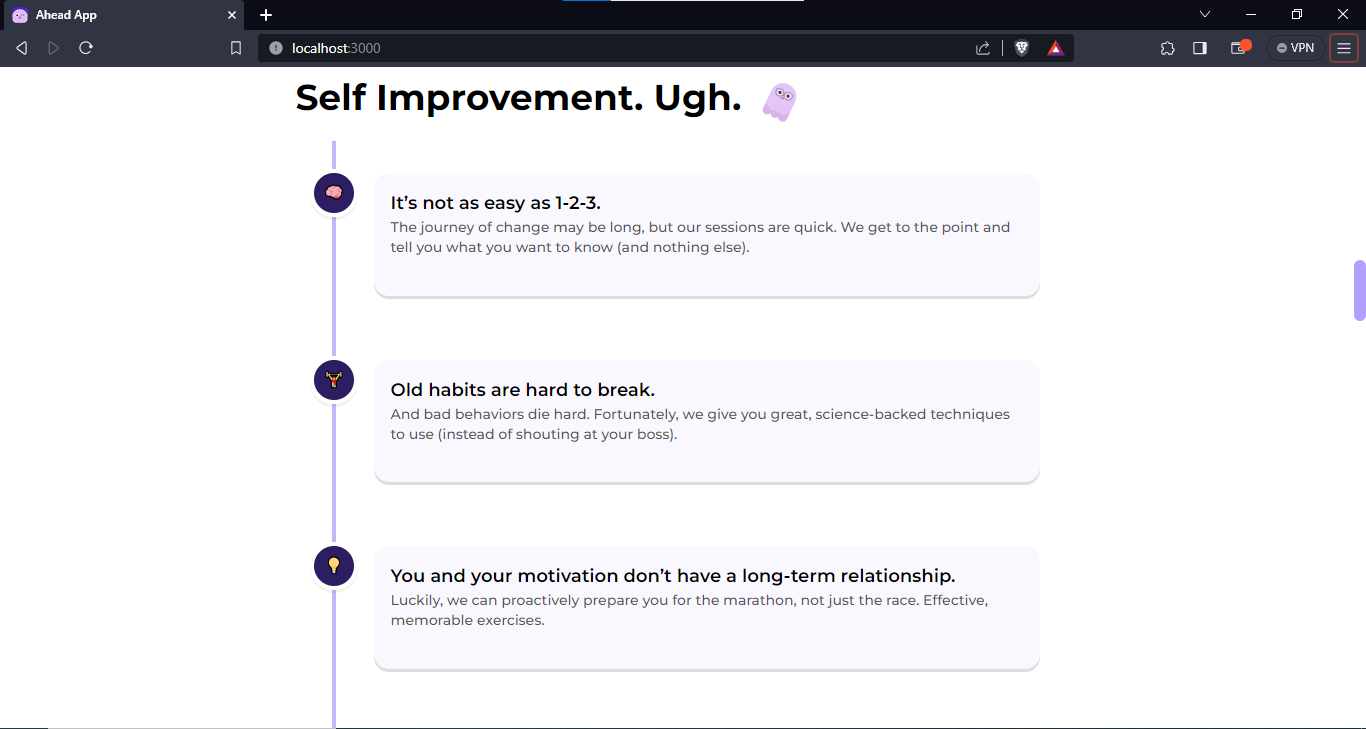 Ahead App
localhost:3000
VPN
Self Improvement. Ugh.
It’s not as easy as 1-2-3.
The journey of change may be long, but our sessions are quick. We get to the point and
tell you what you want to know (and nothing else).
Old habits are hard to break.
And bad behaviors die hard. Fortunately, we give you great, science-backed techniques
to use (instead of shouting at your boss).
You and your motivation don’t have a long-term relationship.
Luckily, we can proactively prepare you for the marathon, not just the race. Effective,
memorable exercises.